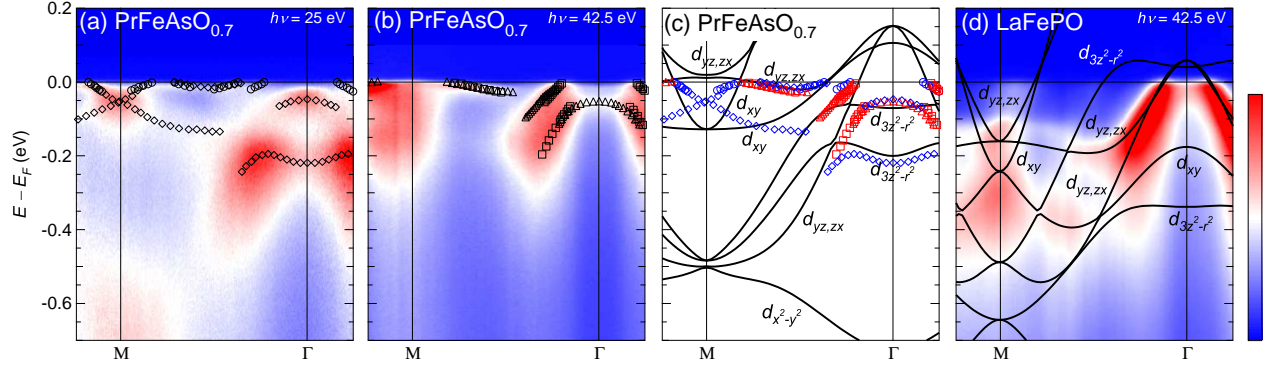 (a) PrFeAsO0.7
hν = 25 eV
(b) PrFeAsO0.7
hν = 42.5 eV
(c) PrFeAsO0.7
(d) LaFePO
hν = 42.5 eV
E − EF (eV)
0.2
0.0
-0.2
-0.4
-0.6
M
Γ
M
Γ
dyz,zx
dyz,zx
dxy
dxy
d3z²-r²
d3z²-r²
dyz,zx
dx²-y²
M
Γ
d3z²-r²
dyz,zx
dyz,zx
dxy
dxy
dyz,zx
d3z²-r²
M
Γ